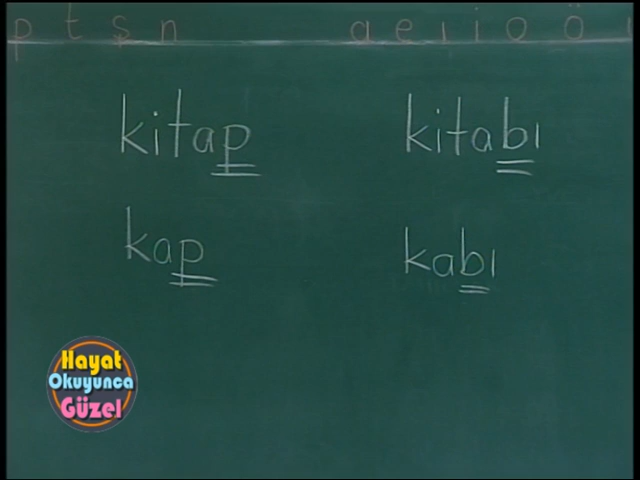 p t ş n a e ı i o ö ı
kitap kitabı
kap kabı
Hayat
Okuyunca
Güzel